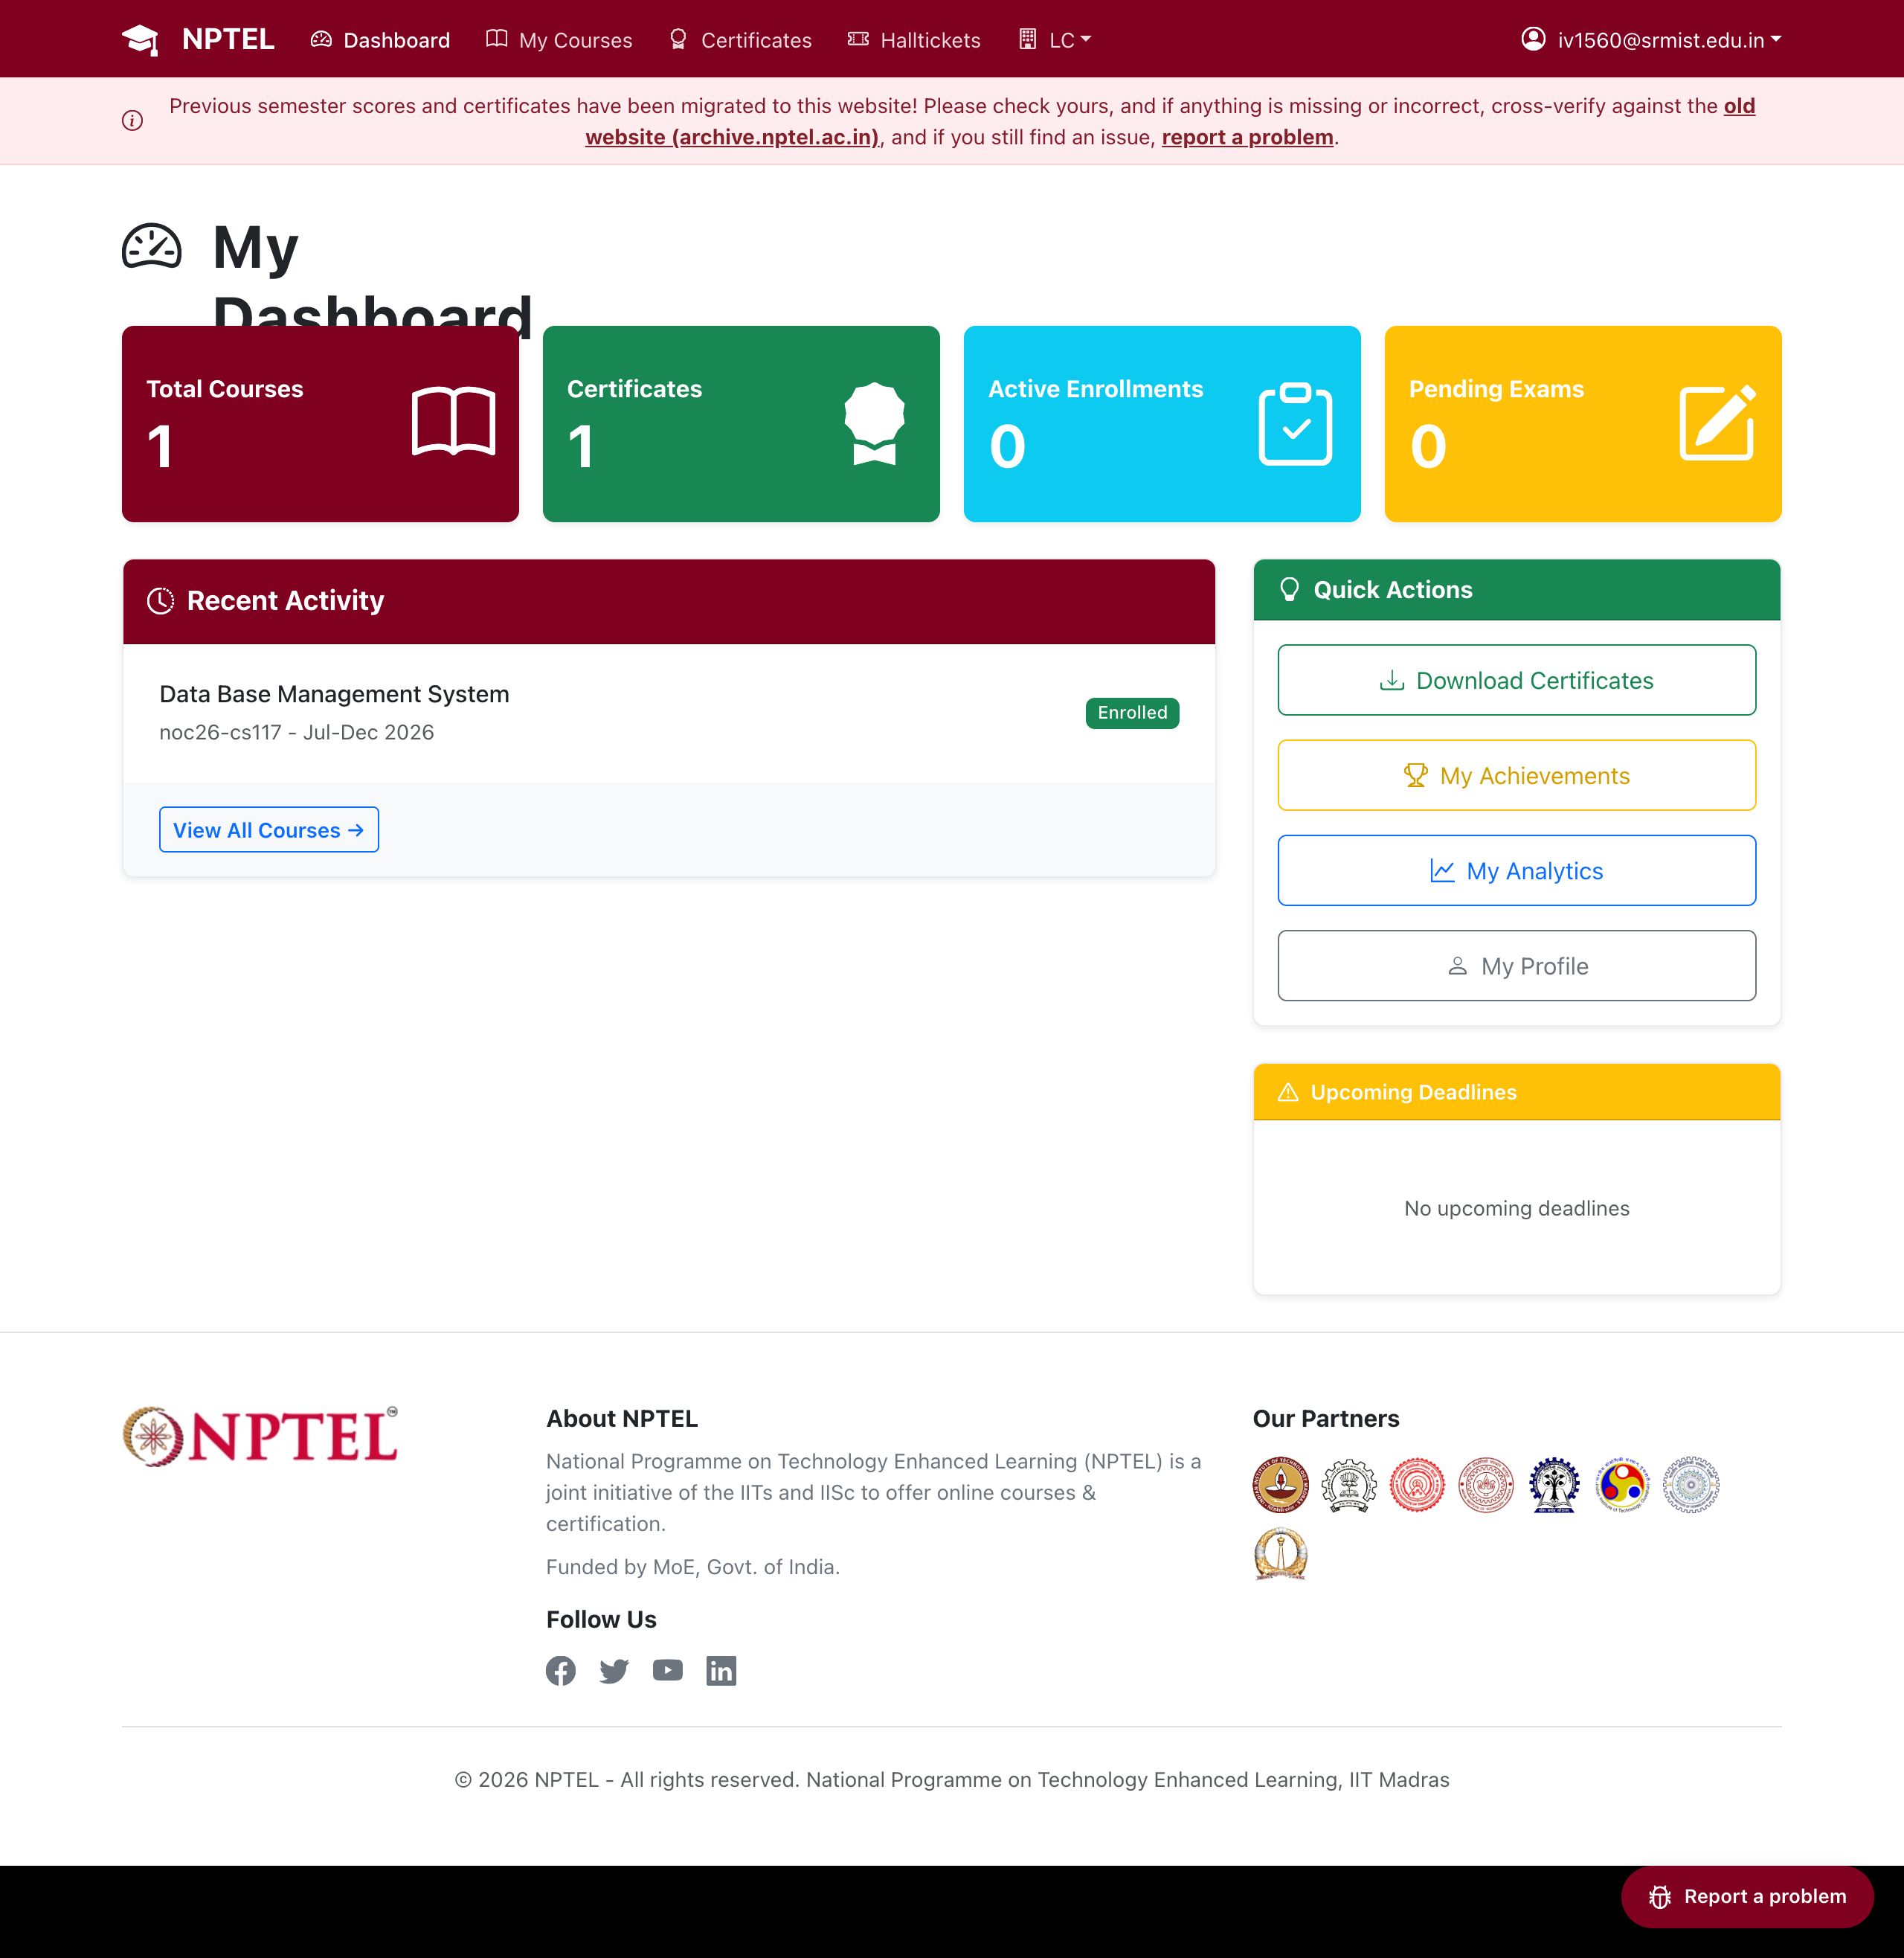 NPTEL
Dashboard
My Courses
Certificates
Halltickets
LC
iv1560@srmist.edu.in
Previous semester scores and certificates have been migrated to this website! Please check yours, and if anything is missing or incorrect, cross-verify against the old
website (archive.nptel.ac.in), and if you still find an issue, report a problem.
My
Dashboard
Total Courses
1
Certificates
1
Active Enrollments
0
Pending Exams
0
Recent Activity
Data Base Management System
noc26-cs117 - Jul-Dec 2026
Enrolled
View All Courses →
Quick Actions
Download Certificates
My Achievements
My Analytics
My Profile
Upcoming Deadlines
No upcoming deadlines
NPTEL
About NPTEL
National Programme on Technology Enhanced Learning (NPTEL) is a
joint initiative of the IITs and IISc to offer online courses &
certification.
Funded by MoE, Govt. of India.
Follow Us
Our Partners
© 2026 NPTEL - All rights reserved. National Programme on Technology Enhanced Learning, IIT Madras
Report a problem